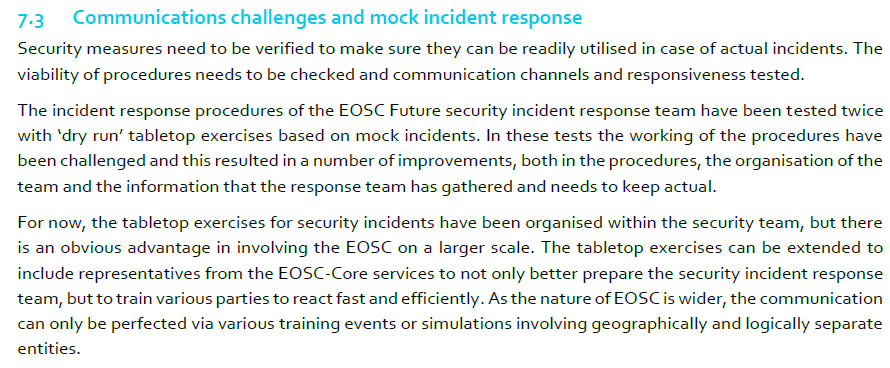 7.3 Communications challenges and mock incident response
Security measures need to be verified to make sure they can be readily utilised in case of actual incidents. The
viability of procedures needs to be checked and communication channels and responsiveness tested.
The incident response procedures of the EOSC Future security incident response team have been tested twice
with ‘dry run’ tabletop exercises based on mock incidents. In these tests the working of the procedures have
been challenged and this resulted in a number of improvements, both in the procedures, the organisation of the
team and the information that the response team has gathered and needs to keep actual.
For now, the tabletop exercises for security incidents have been organised within the security team, but there
is an obvious advantage in involving the EOSC on a larger scale. The tabletop exercises can be extended to
include representatives from the EOSC-Core services to not only better prepare the security incident response
team, but to train various parties to react fast and efficiently. As the nature of EOSC is wider, the communication
can only be perfected via various training events or simulations involving geographically and logically separate
entities.